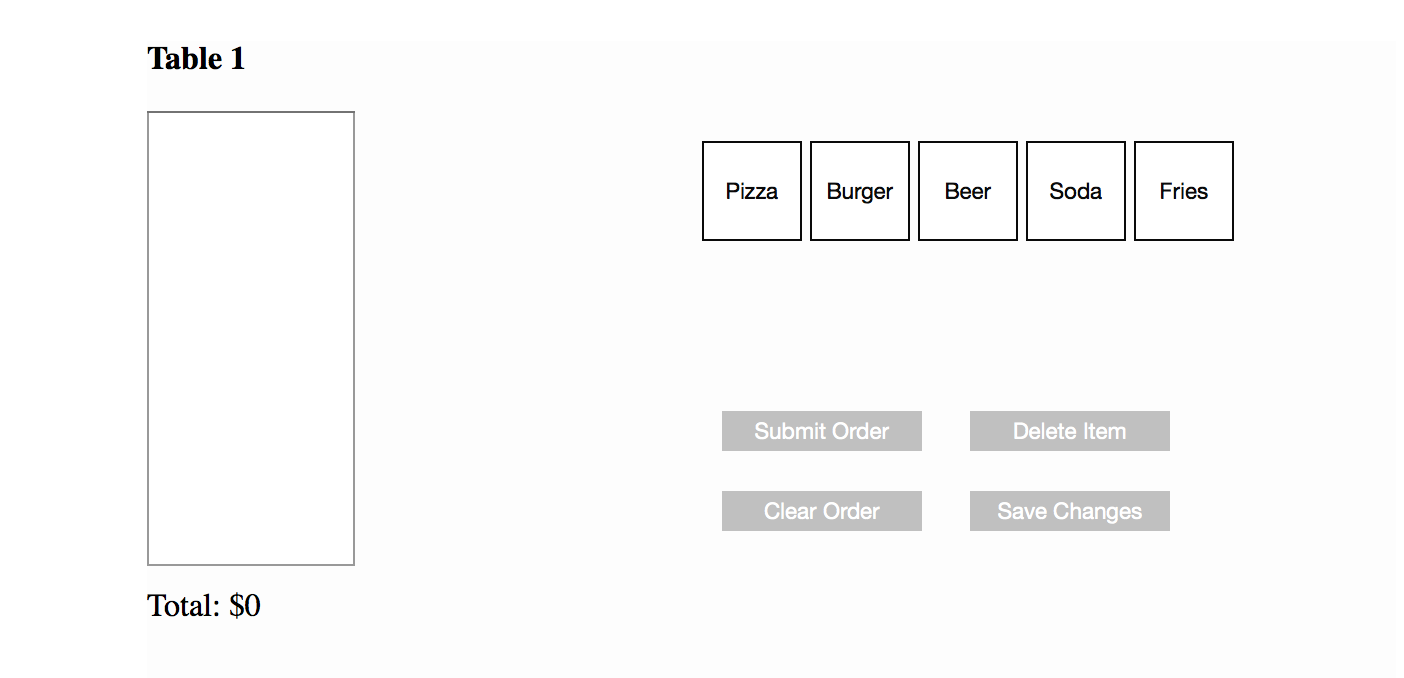 Table 1
Pizza Burger Beer Soda Fries
Submit Order Delete Item
Clear Order Save Changes
Total: $0